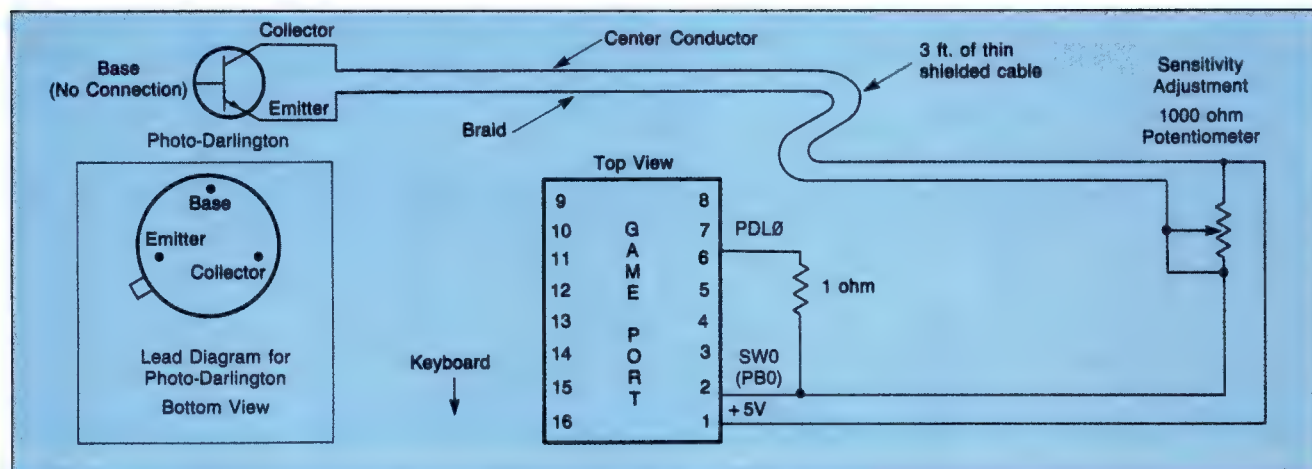 Collector
Base
(No Connection)
Emitter
Photo-Darlington
Center Conductor
Braid
3 ft. of thin
shielded cable
Sensitivity
Adjustment
1000 ohm
Potentiometer
Base
Emitter
Collector
Lead Diagram for
Photo-Darlington
Bottom View
Keyboard
Top View
9 8
10 7 PDLØ
11 6
12 5
13 4
14 3
15 2
16 1
GAME PORT
1 ohm
SW0
(PB0)
+5V